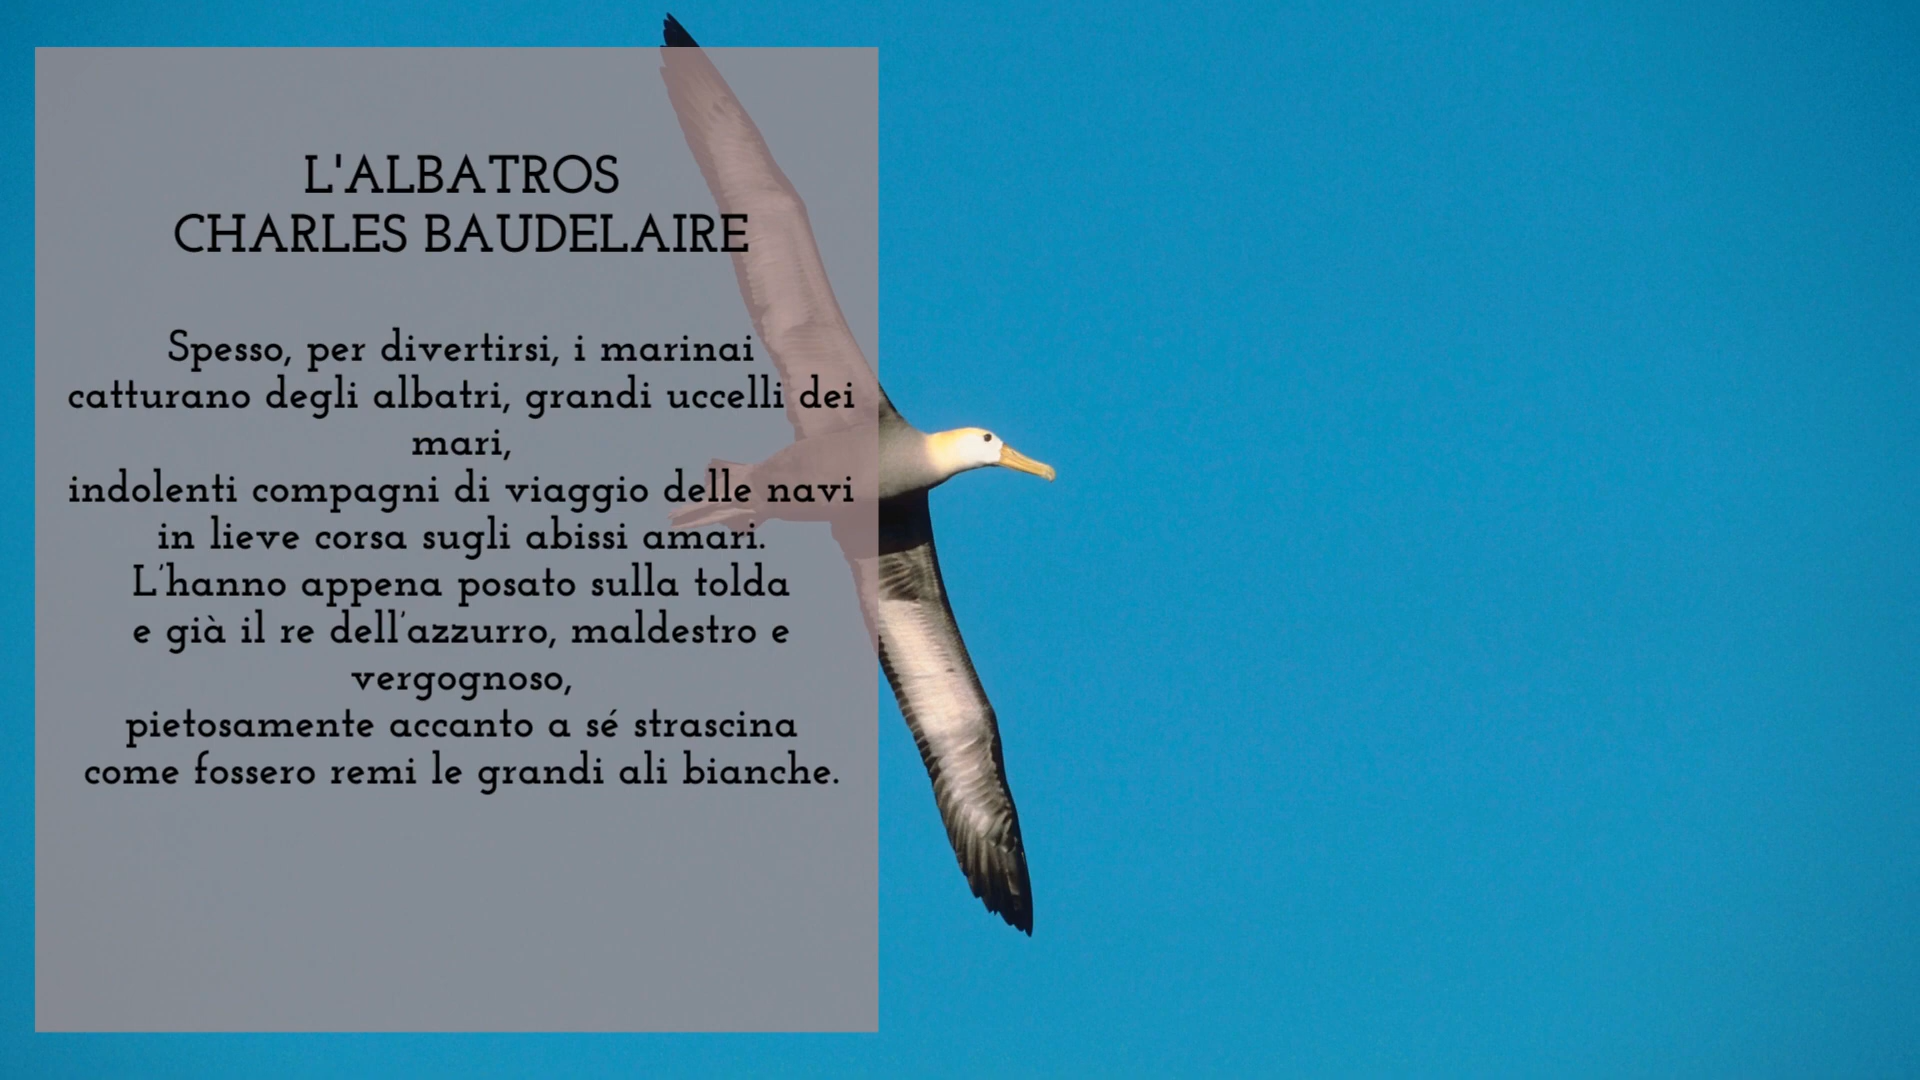 L'ALBATROS
CHARLES BAUDELAIRE
Spesso, per divertirsi, i marinai
catturano degli albatri, grandi uccelli dei
mari,
indolenti compagni di viaggio delle navi
in lieve corsa sugli abissi amari.
L’hanno appena posato sulla tolda
e già il re dell’azzurro, maldestro e
vergognoso,
pietosamente accanto a sé strascina
come fossero remi le grandi ali bianche.